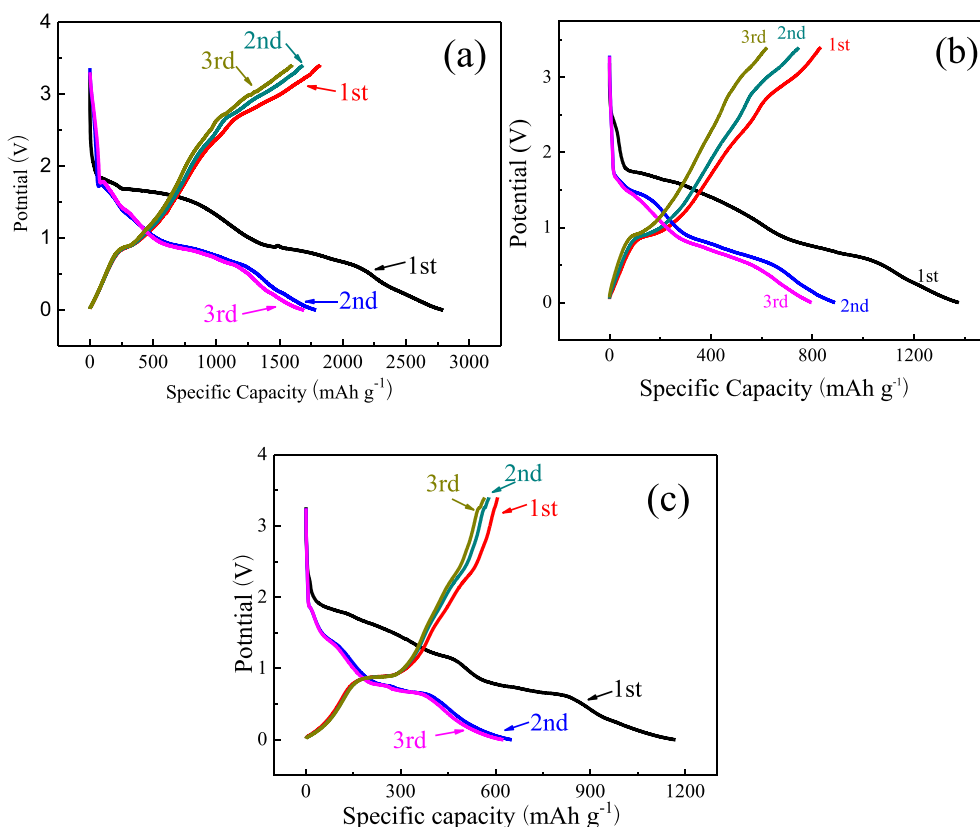 4
3
2
1
0
Potntial (V)
(a)
2nd
3rd
1st
1st
2nd
3rd
0
500
1000
1500
2000
2500
3000
Specific Capacity (mAh g-1)
4
3
2
1
0
Potential (V)
(b)
3rd
2nd
1st
1st
2nd
3rd
0
400
800
1200
Specific Capacity (mAh g-1)
4
3
2
1
0
Potntial (V)
(c)
2nd
3rd
1st
1st
2nd
3rd
0
300
600
900
1200
Specific capacity (mAh g-1)